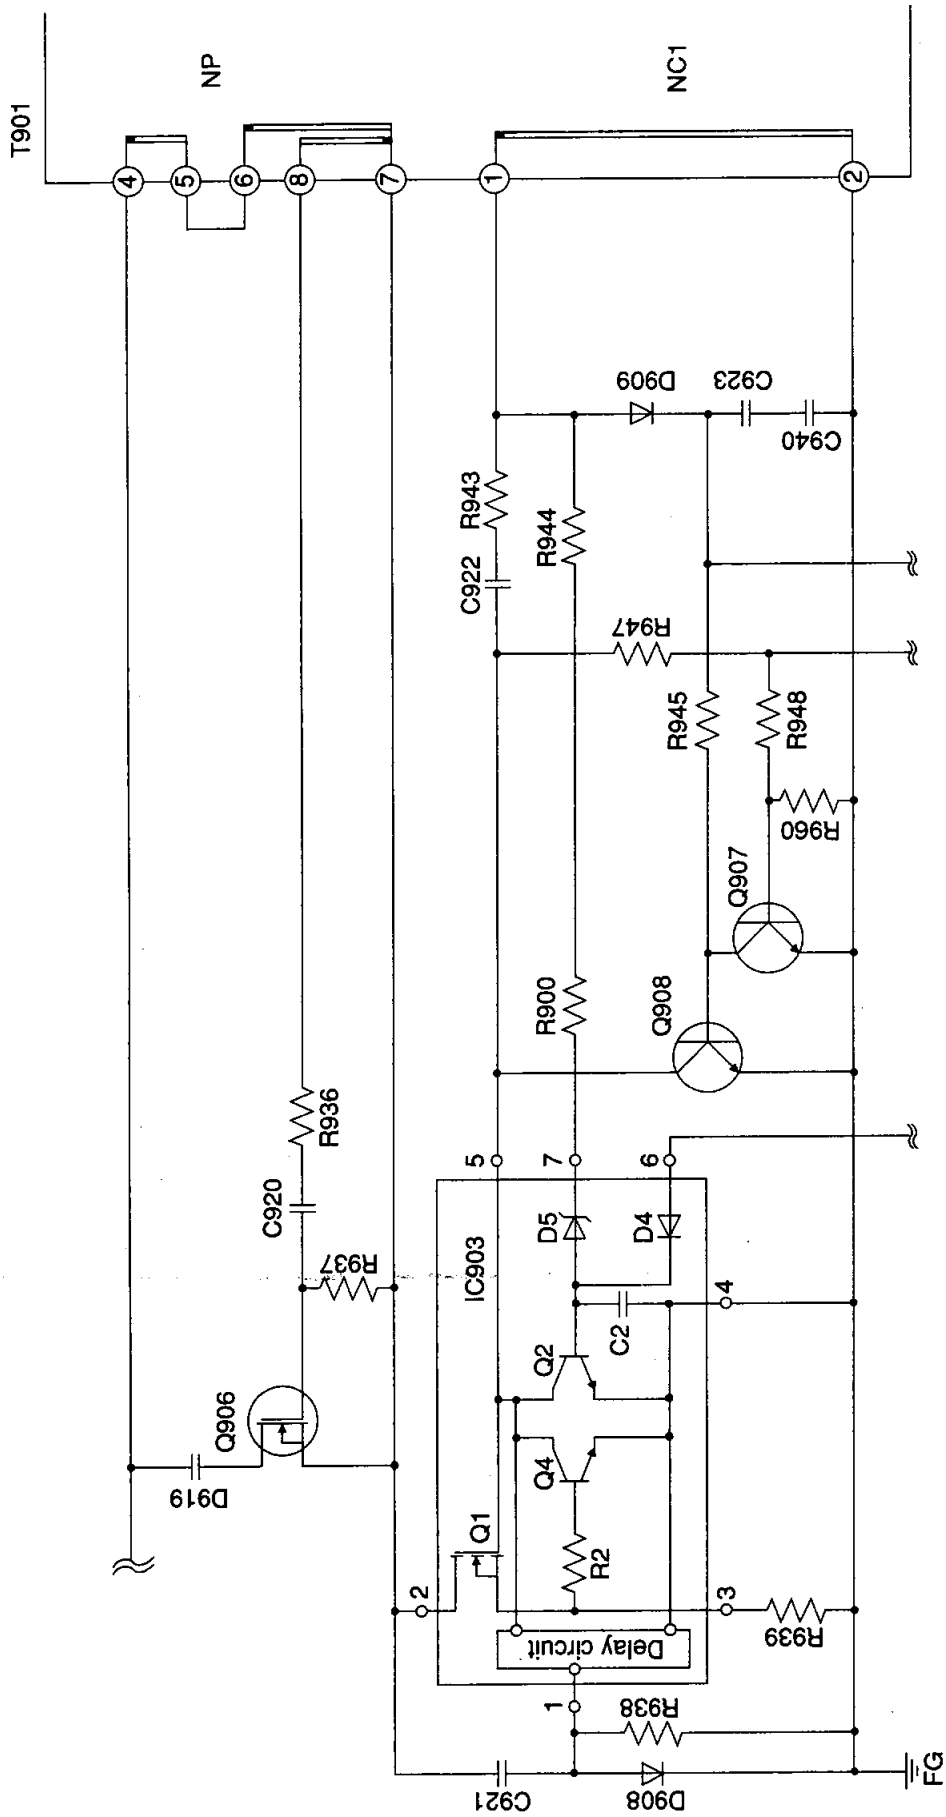 T901
NP
NC1
4
5
6
8
7
1
2
D909
C923
C940
R943
R944
C922
R947
R945
R948
R960
Q907
Q908
R900
R936
C920
R937
5
7
6
IC903
D5
D4
C2
4
Q2
Q4
Q906
D919
Q1
R2
2
3
R939
Delay circuit
1
R938
C921
D908
FG